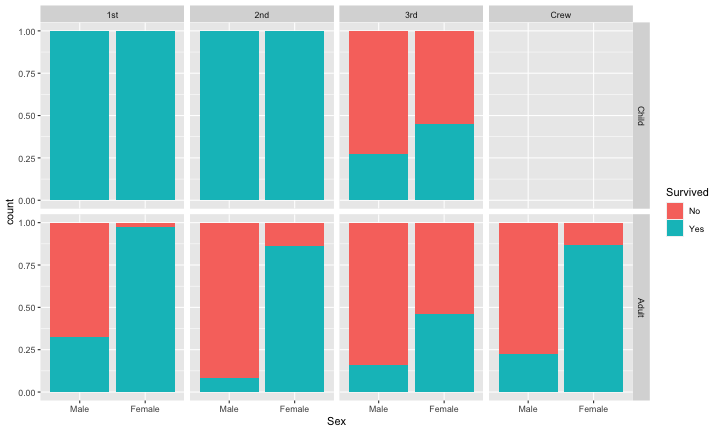 1st 2nd 3rd Crew
1.00
0.75
0.50
0.25
0.00
Child
1.00
0.75
0.50
0.25
0.00
Adult
count
Male Female Male Female Male Female Male Female
Sex
Survived
No
Yes